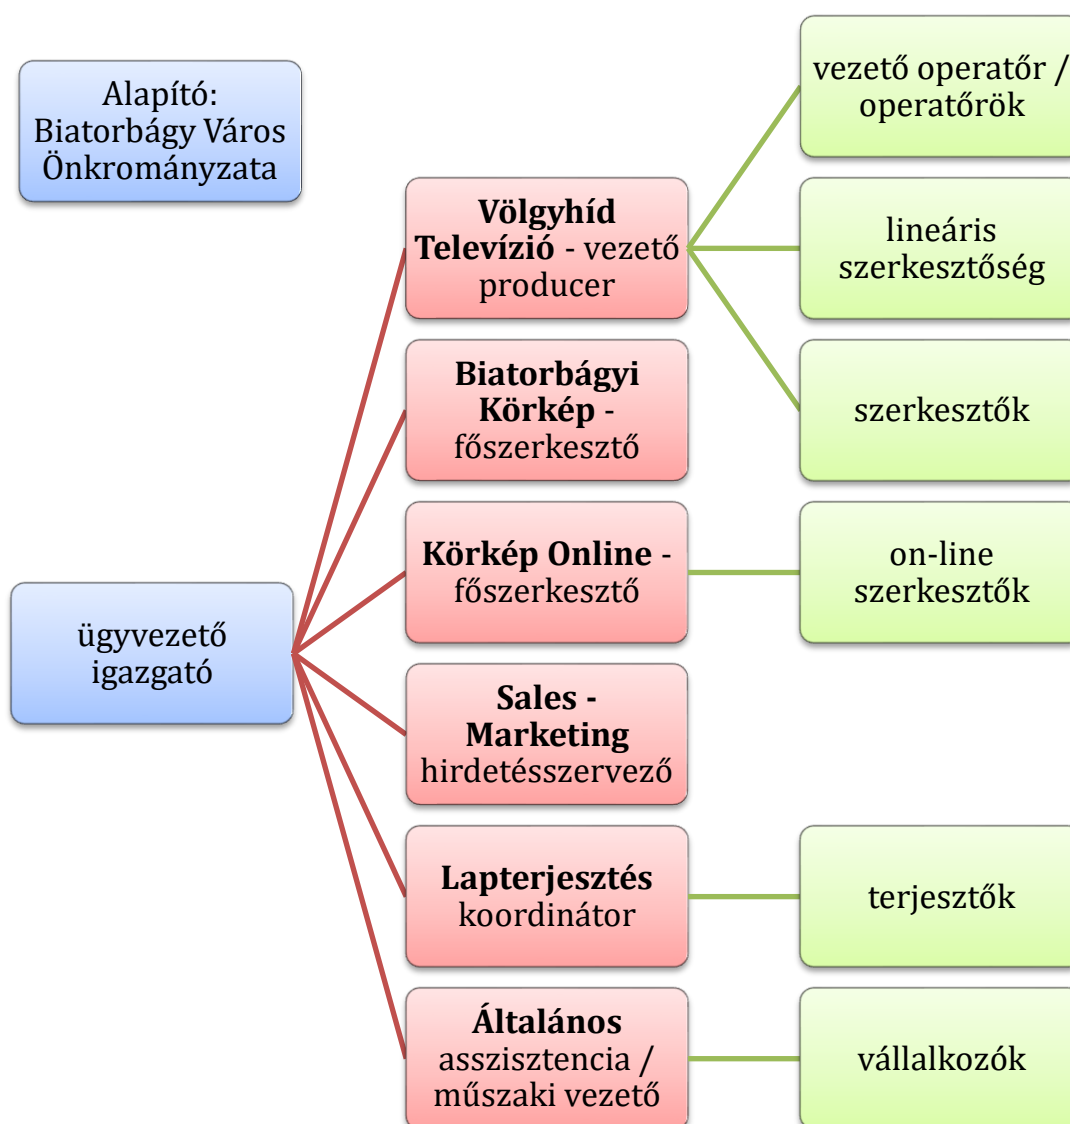 Alapító:
Biatorbágy Város
Önkrományzata
ügyvezető
igazgató
Völgyhíd
Televízió - vezető
producer
Biatorbágyi
Körkép -
főszerkesztő
Körkép Online -
főszerkesztő
Sales -
Marketing
hirdetésszervező
Lapterjesztés
koordinátor
Általános
asszisztencia /
műszaki vezető
vezető operatőr /
operatőrök
lineáris
szerkesztőség
szerkesztők
on-line
szerkesztők
terjesztők
vállalkozók